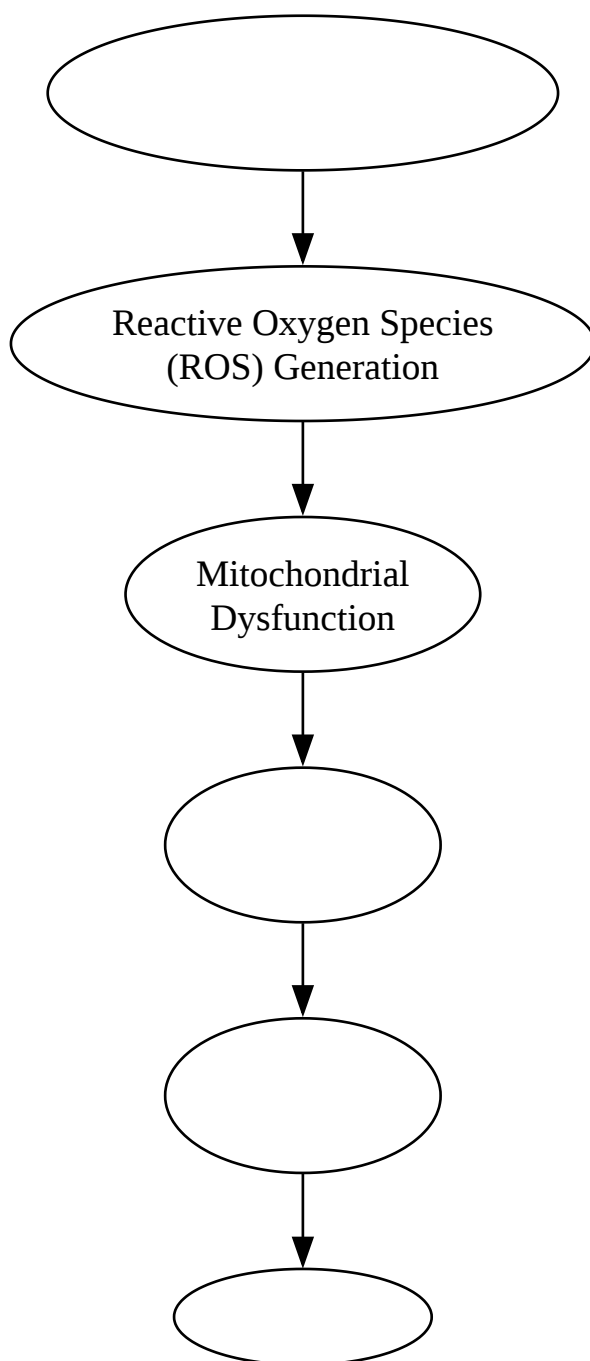 Reactive Oxygen Species
(ROS) Generation
Mitochondrial
Dysfunction